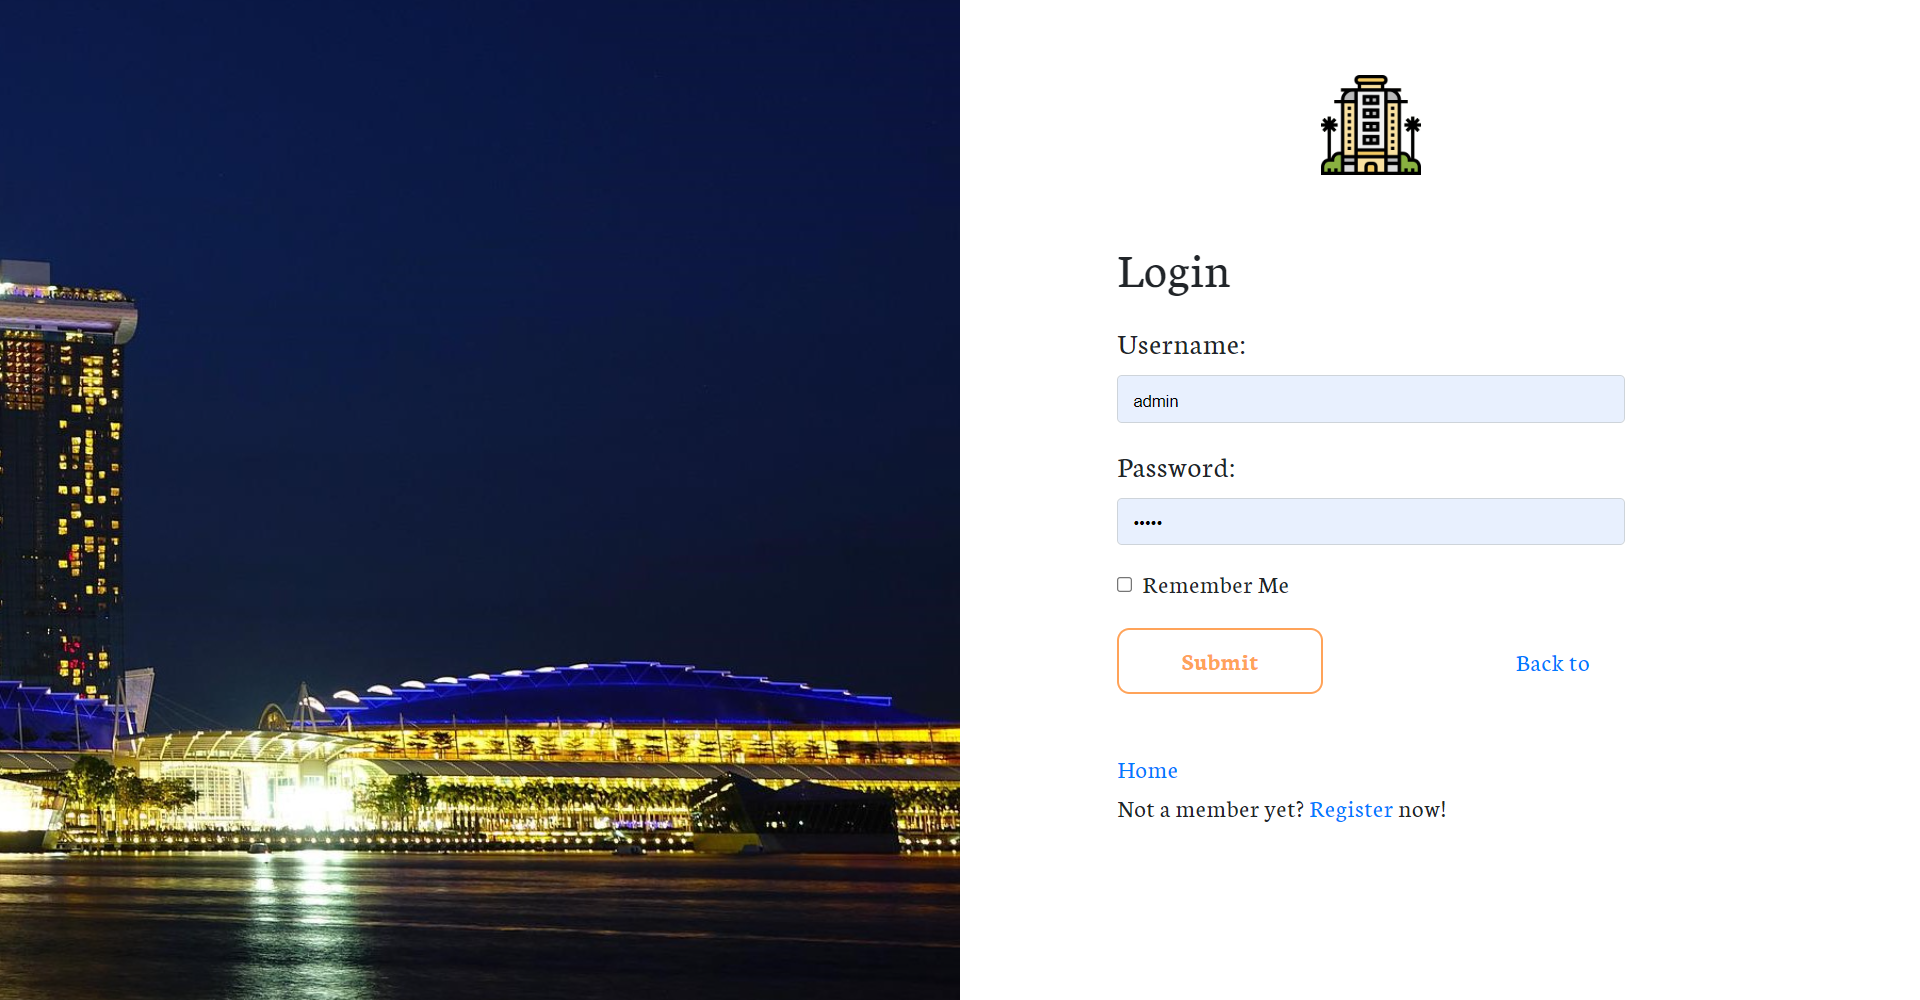 Login
Username:
admin
Password:
•••••
Remember Me
Submit
Back to
Home
Not a member yet? Register now!